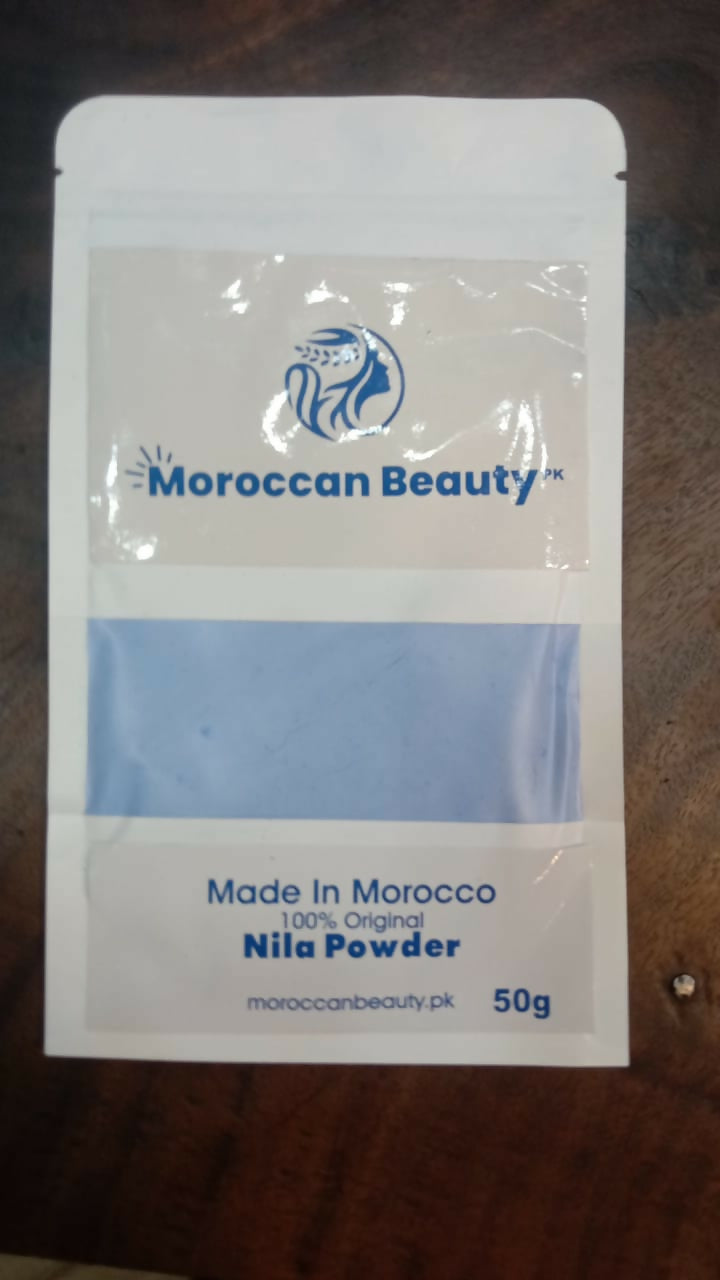 Moroccan Beauty PK
Made In Morocco
100% Original
Nila Powder
moroccanbeauty.pk 50g